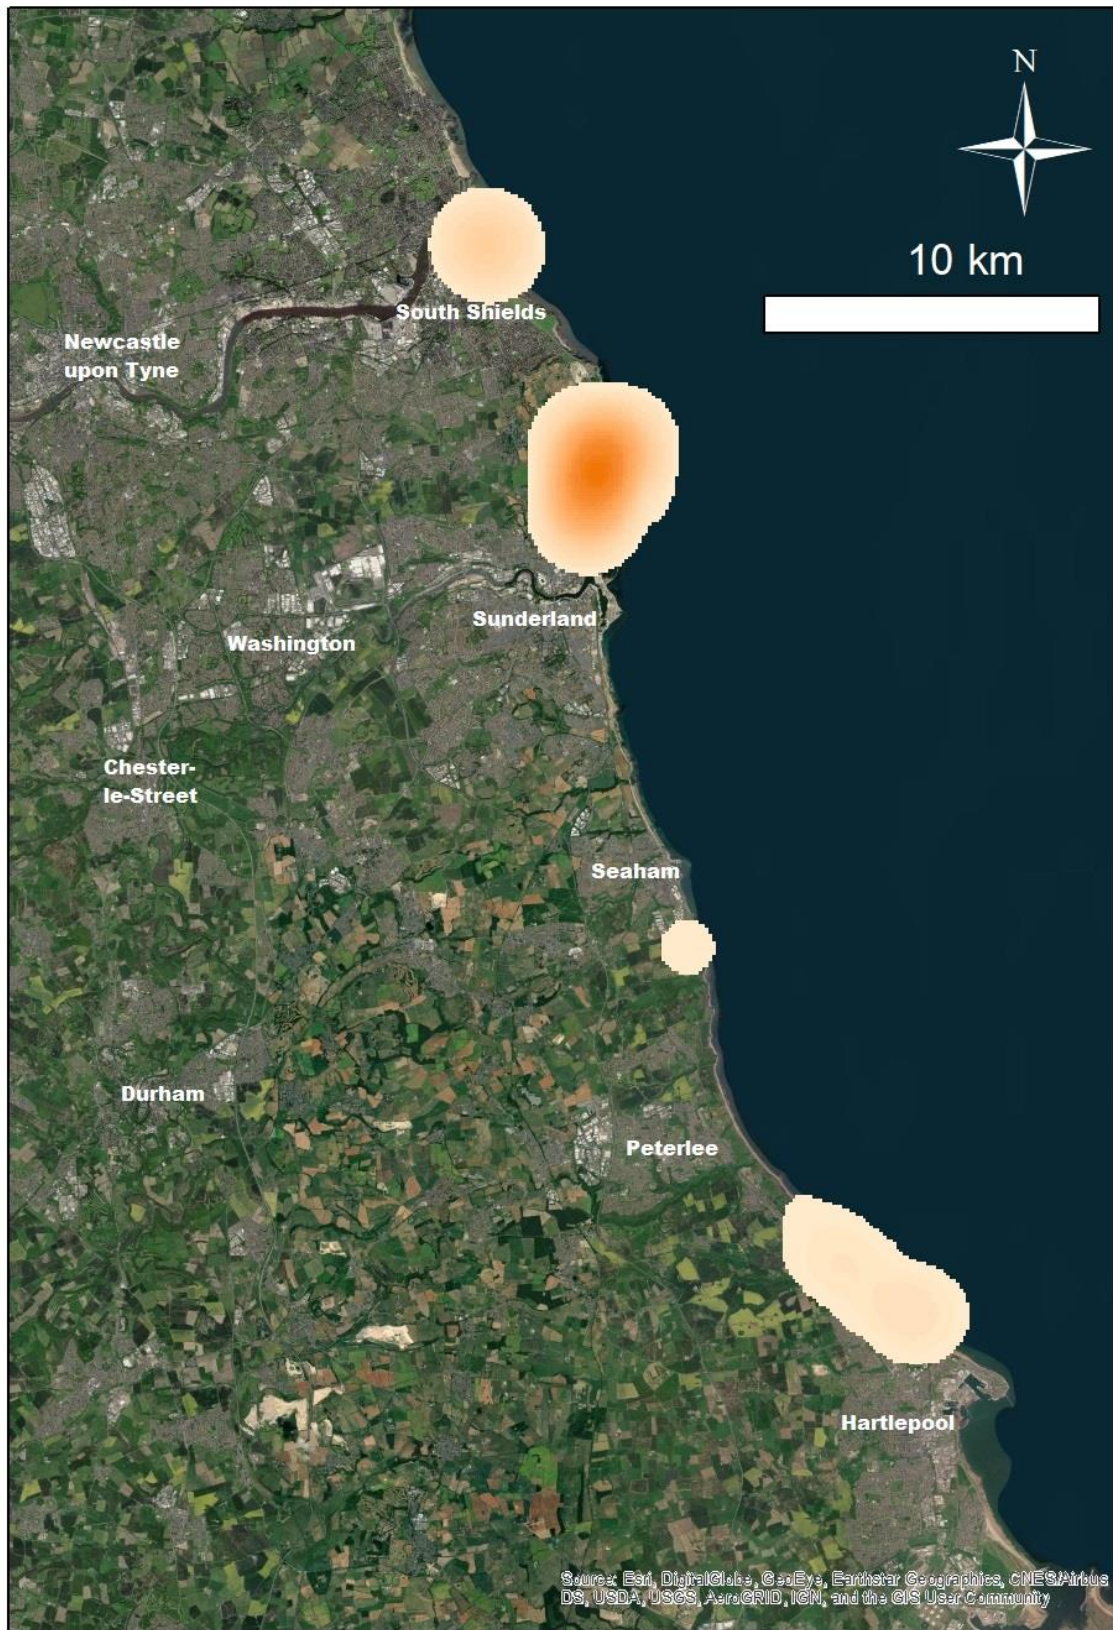 N
10 km
South Shields
Newcastle
upon Tyne
Sunderland
Washington
Chester-
le-Street
Seaham
Durham
Peterlee
Hartlepool
Source: Esri, DigitalGlobe, GeoEye, Earthstar Geographics, CNES/Airbus
DS, USDA, USGS, AeroGRID, IGN, and the GIS User Community